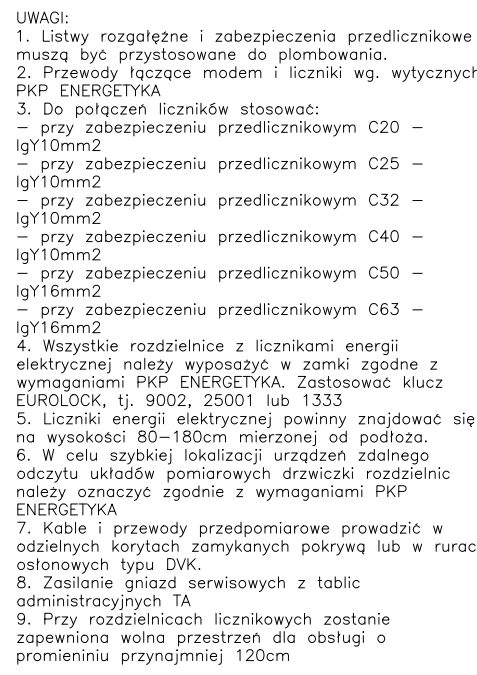 UWAGI:
1. Listwy rozgałęźne i zabezpieczenia przedlicznikowe
muszą być przystosowane do plombowania.
2. Przewody łączące modem i liczniki wg. wytycznych
PKP ENERGETYKA
3. Do połączeń liczników stosować:
– przy zabezpieczeniu przedlicznikowym C20 –
lgY10mm2
– przy zabezpieczeniu przedlicznikowym C25 –
lgY10mm2
– przy zabezpieczeniu przedlicznikowym C32 –
lgY10mm2
– przy zabezpieczeniu przedlicznikowym C40 –
lgY10mm2
– przy zabezpieczeniu przedlicznikowym C50 –
lgY16mm2
– przy zabezpieczeniu przedlicznikowym C63 –
lgY16mm2
4. Wszystkie rozdzielnice z licznikami energii
elektrycznej należy wyposażyć w zamki zgodne z
wymaganiami PKP ENERGETYKA. Zastosować klucz
EUROLOCK, tj. 9002, 25001 lub 1333
5. Liczniki energii elektrycznej powinny znajdować się
na wysokości 80–180cm mierzonej od podłoża.
6. W celu szybkiej lokalizacji urządzeń zdalnego
odczytu układów pomiarowych drzwiczki rozdzielnic
należy oznaczyć zgodnie z wymaganiami PKP
ENERGETYKA
7. Kable i przewody przedpomiarowe prowadzić w
odzielnych korytach zamykanych pokrywą lub w rurac
osłonowych typu DVK.
8. Zasilanie gniazd serwisowych z tablic
administracyjnych TA
9. Przy rozdzielnicach licznikowych zostanie
zapewniona wolna przestrzeń dla obsługi o
promieniniu przynajmniej 120cm